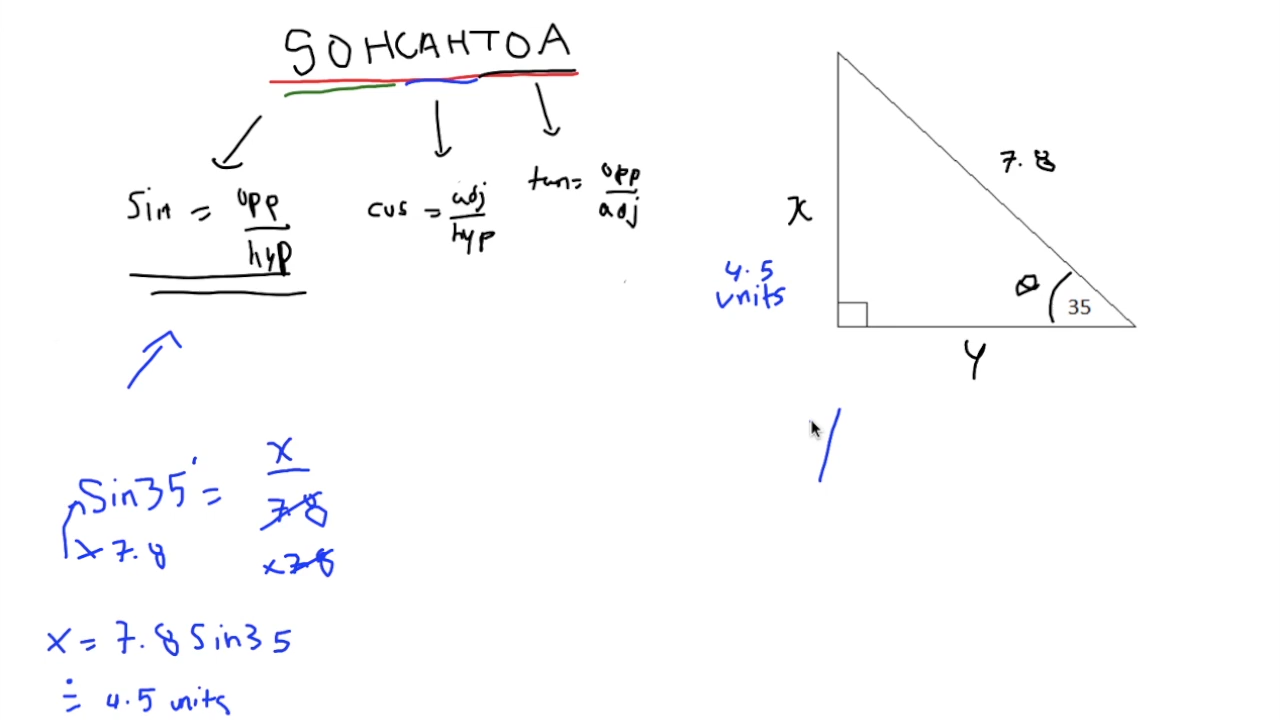 SOHCAHTOA
sin = opp/hyp
cos = adj/hyp
tan = opp/adj
x
7.8
4.5
units
θ
35
y
Sin35° = x/7.8
x 7.8 x7.8
x = 7.8 Sin35
≐ 4.5 units